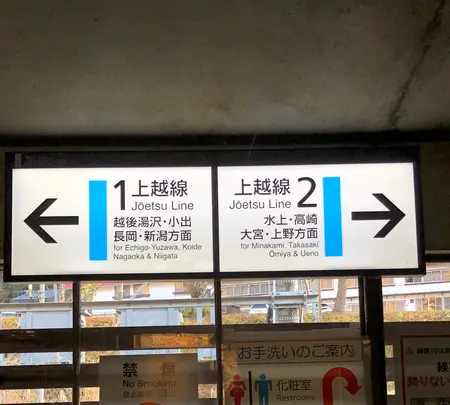 1 上越線
Jōetsu Line
越後湯沢・小出
長岡・新潟方面
for Echigo-Yuzawa, Koide
Nagaoka & Niigata
上越線 2
Jōetsu Line
水上・高崎
大宮・上野方面
for Minakami, Takasaki
Ōmiya & Ueno
お手洗いのご案内
化粧室
Restrooms
禁煙
No Smoking